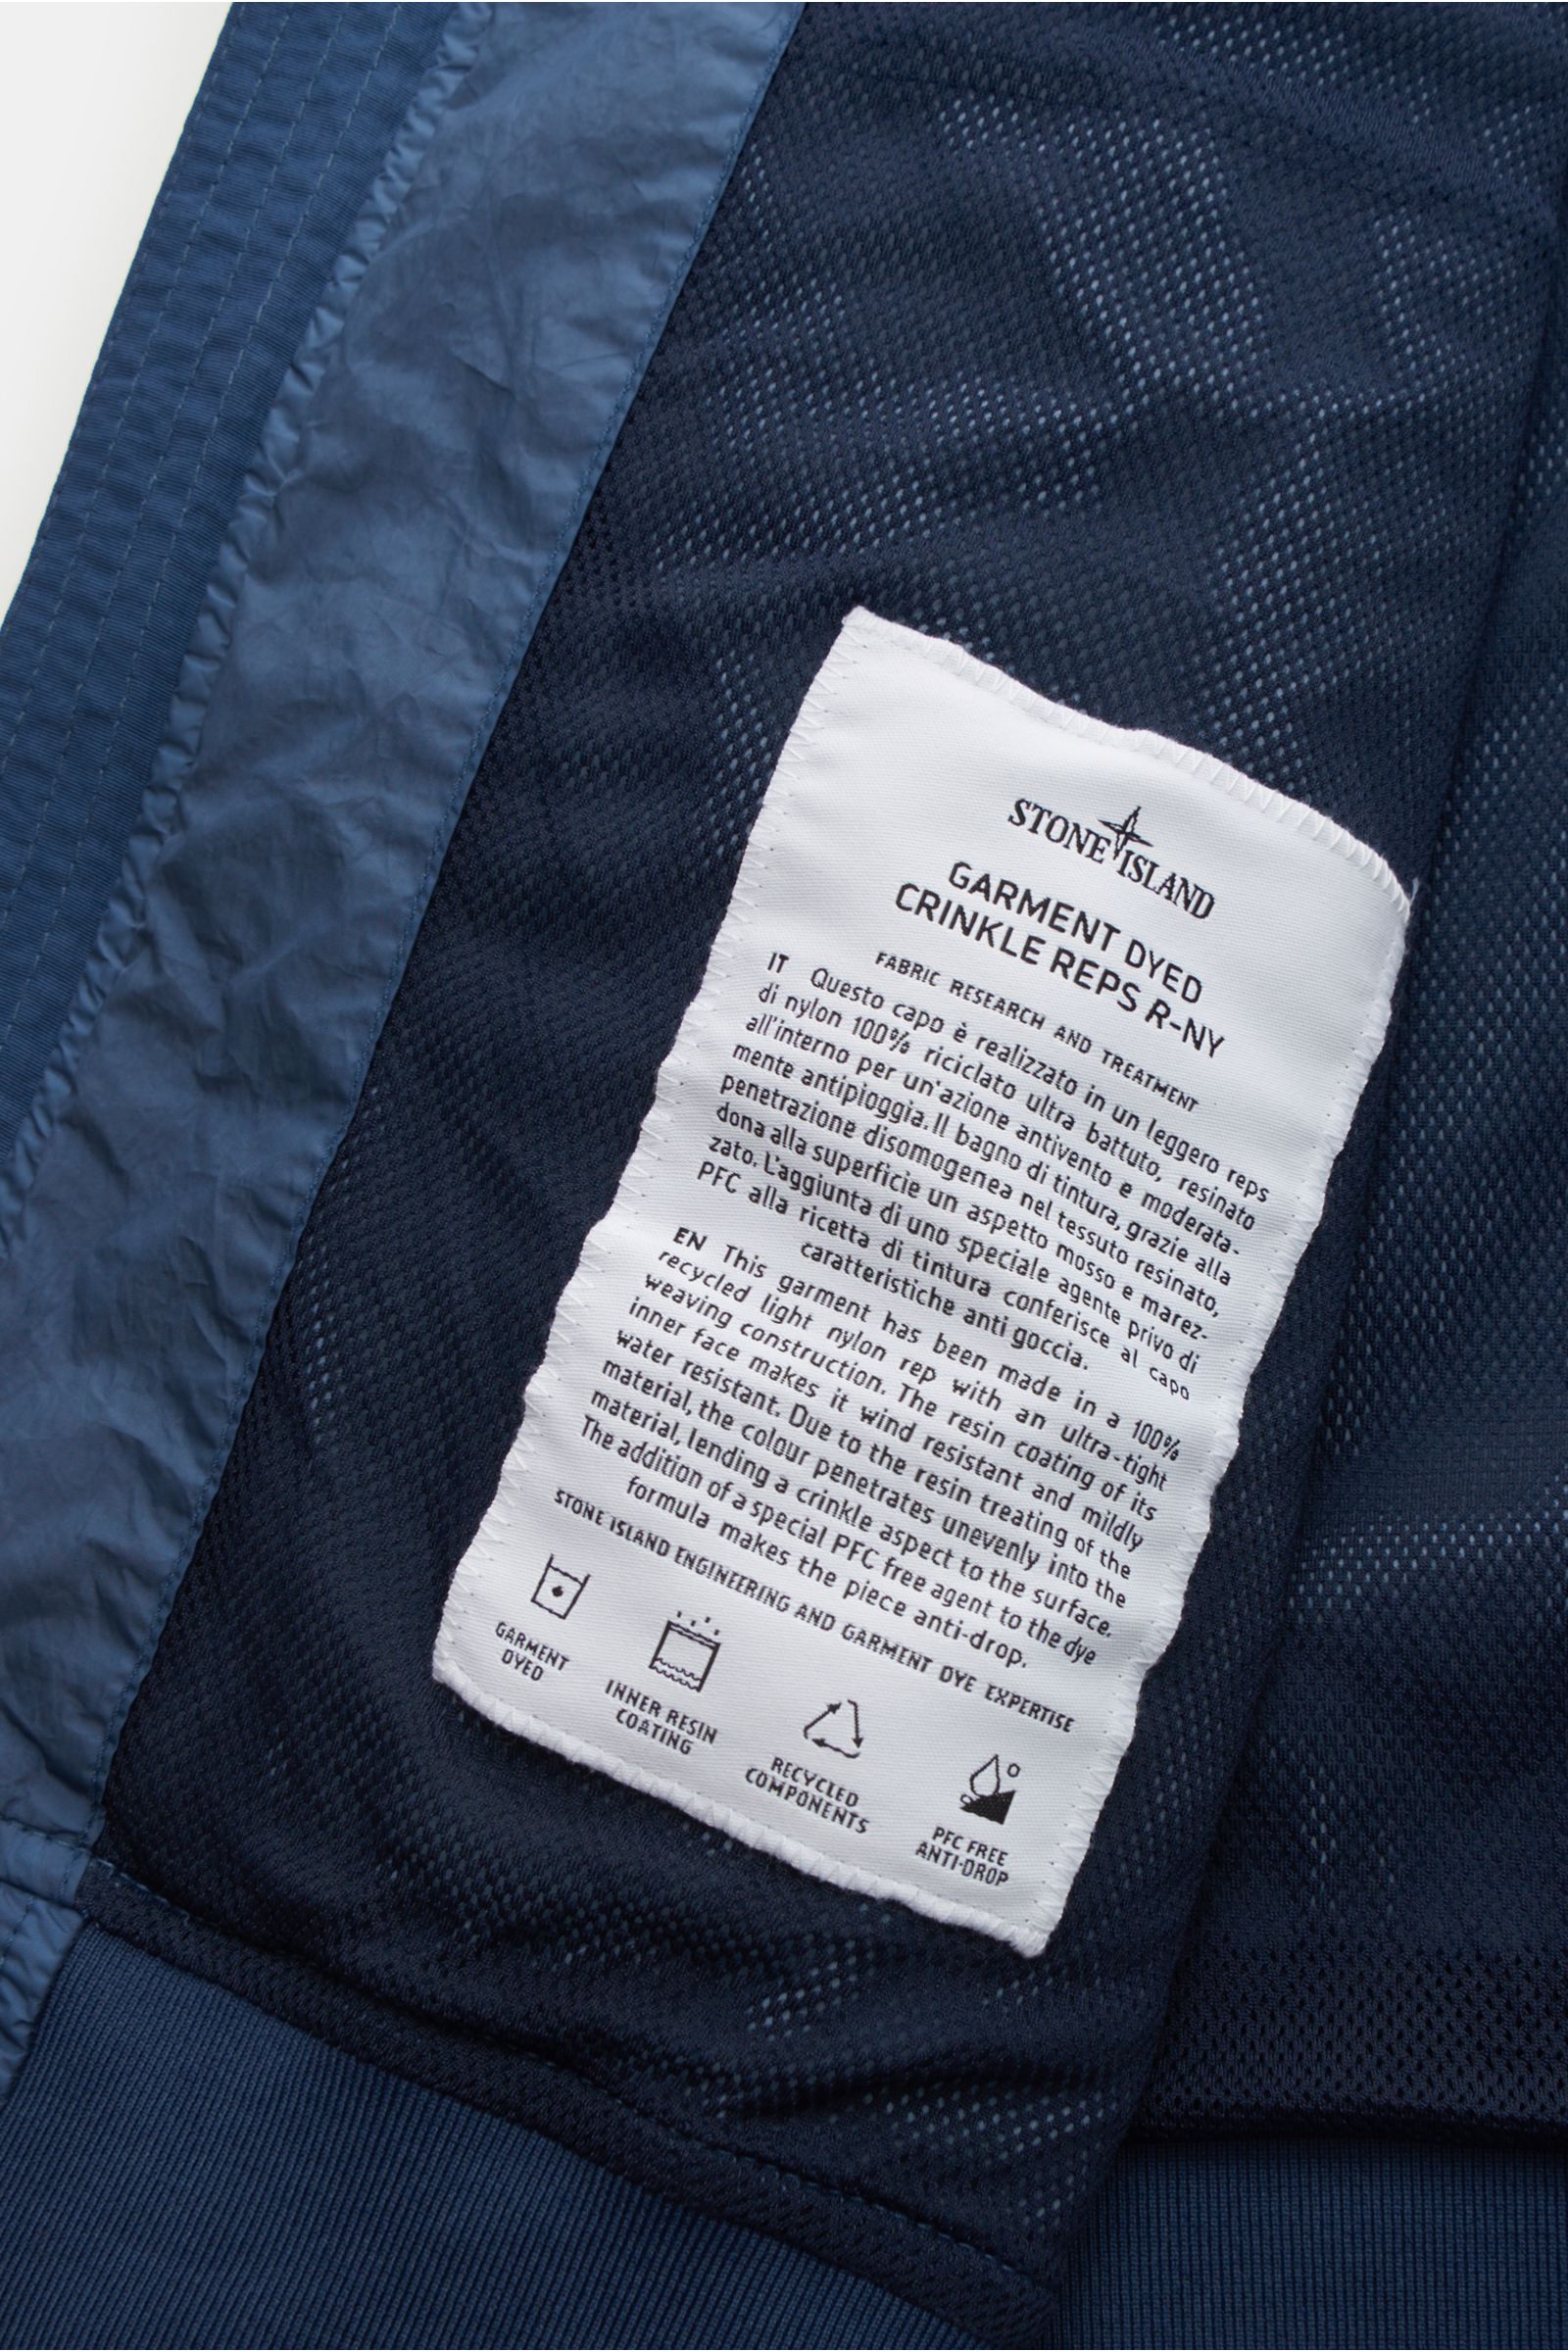 STONE ISLAND
GARMENT DYED
CRINKLE REPS R-NY
FABRIC RESEARCH AND TREATMENT
IT Questo capo è realizzato in un leggero reps
di nylon 100% riciclato ultra battuto, resinato
all'interno per un'azione antivento e moderata-
mente antipioggia. Il bagno di tintura, grazie alla
penetrazione disomogenea nel tessuto resinato,
dona alla superficie un aspetto mosso e marez-
zato. L'aggiunta di uno speciale agente privo di
PFC alla ricetta di tintura conferisce al capo
caratteristiche anti goccia.
EN This garment has been made in a 100%
recycled light nylon rep with an ultra-tight
weaving construction. The resin coating of its
inner face makes it wind resistant and mildly
water resistant. Due to the resin treating of the
material, the colour penetrates unevenly into the
material, lending a crinkle aspect to the surface.
The addition of a special PFC free agent to the dye
formula makes the piece anti-drop.
STONE ISLAND ENGINEERING AND GARMENT DYE EXPERTISE
GARMENT
DYED
INNER RESIN
COATING
RECYCLED
COMPONENTS
PFC FREE
ANTI-DROP